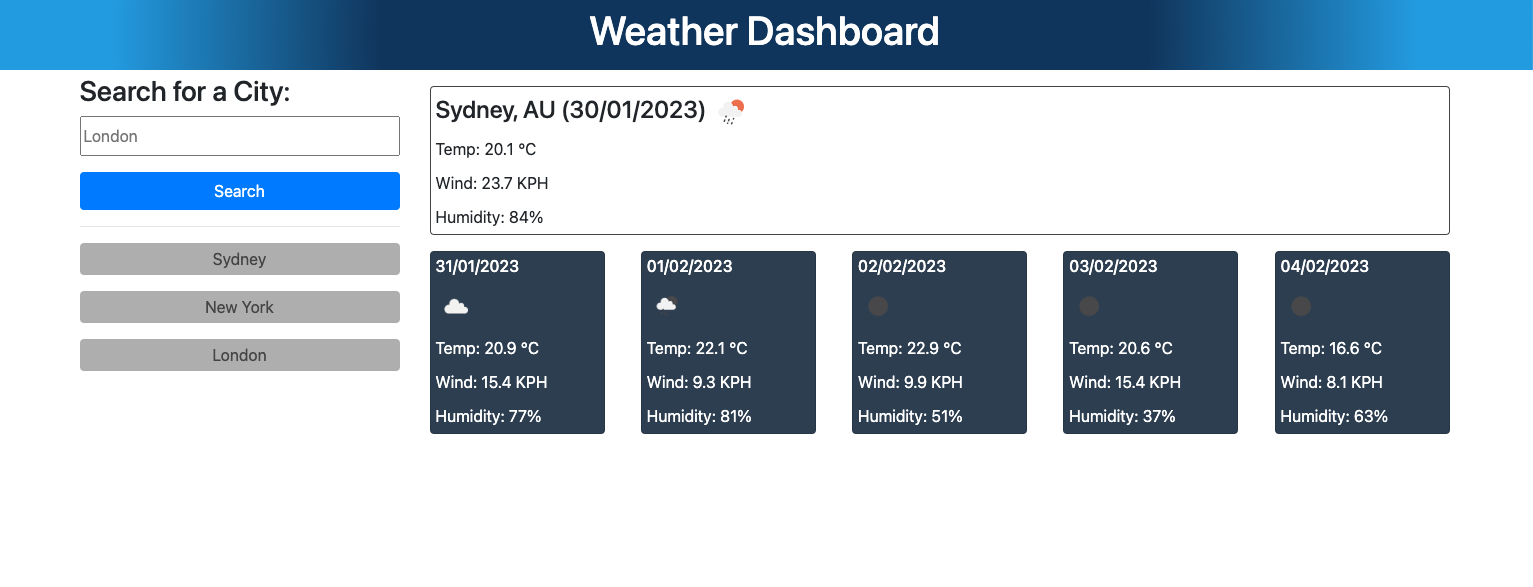 Weather Dashboard
Search for a City:
London
Search
Sydney
New York
London
Sydney, AU (30/01/2023)
Temp: 20.1 °C
Wind: 23.7 KPH
Humidity: 84%
31/01/2023
Temp: 20.9 °C
Wind: 15.4 KPH
Humidity: 77%
01/02/2023
Temp: 22.1 °C
Wind: 9.3 KPH
Humidity: 81%
02/02/2023
Temp: 22.9 °C
Wind: 9.9 KPH
Humidity: 51%
03/02/2023
Temp: 20.6 °C
Wind: 15.4 KPH
Humidity: 37%
04/02/2023
Temp: 16.6 °C
Wind: 8.1 KPH
Humidity: 63%